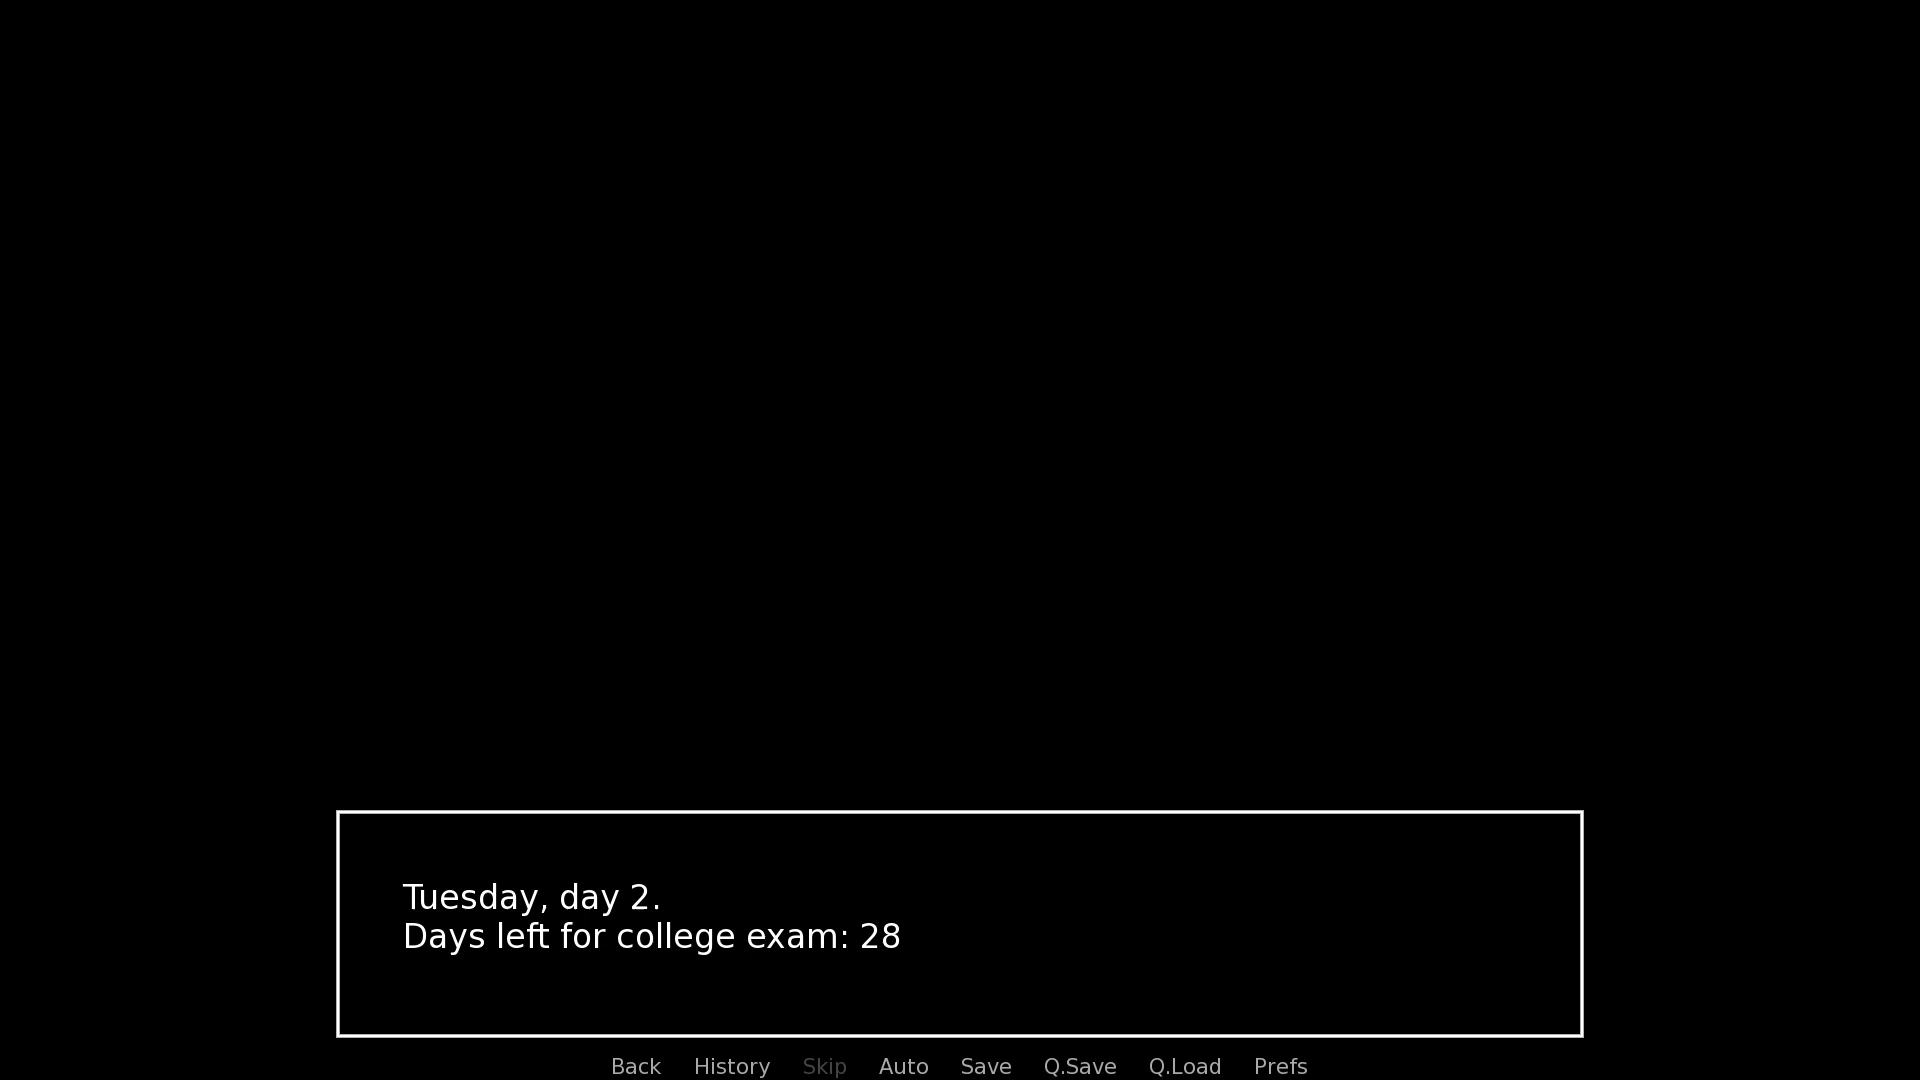 Tuesday, day 2.
Days left for college exam: 28
Back History Skip Auto Save Q.Save Q.Load Prefs